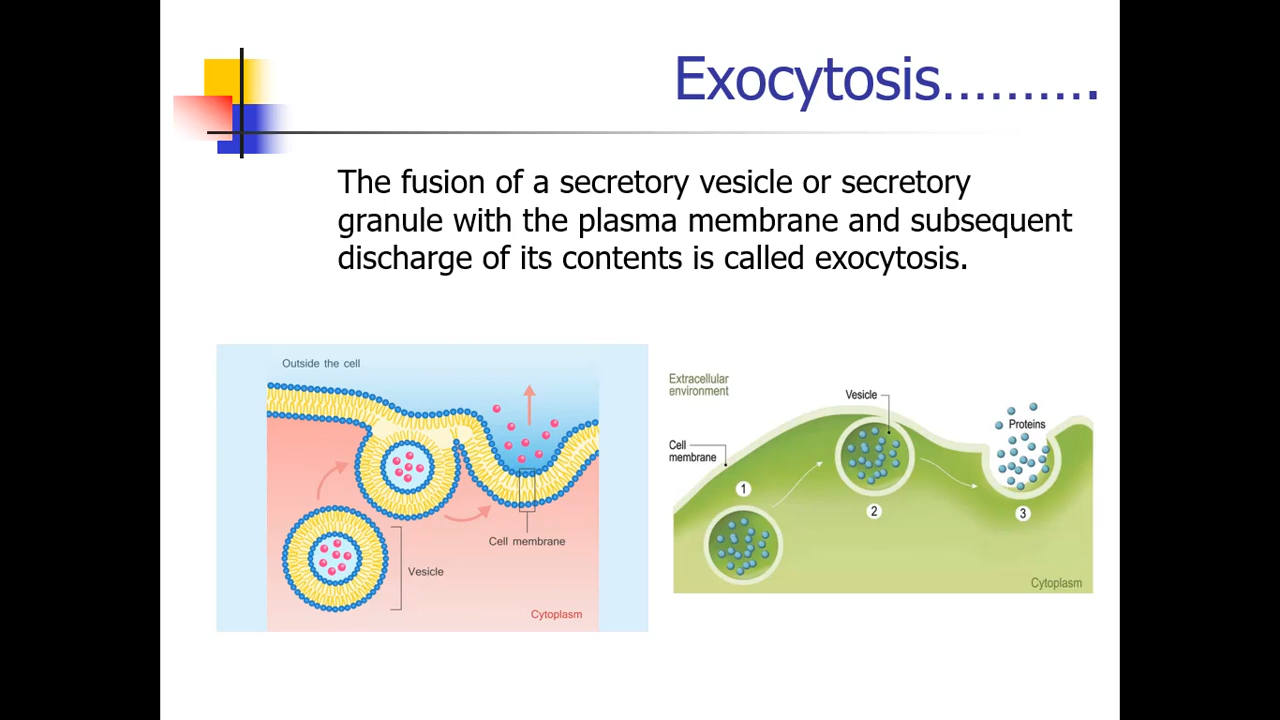 Exocytosis……….
The fusion of a secretory vesicle or secretory
granule with the plasma membrane and subsequent
discharge of its contents is called exocytosis.
Outside the cell
Cell membrane
Vesicle
Cytoplasm
Extracellular
environment
Vesicle
Proteins
Cell
membrane
1
2
3
Cytoplasm